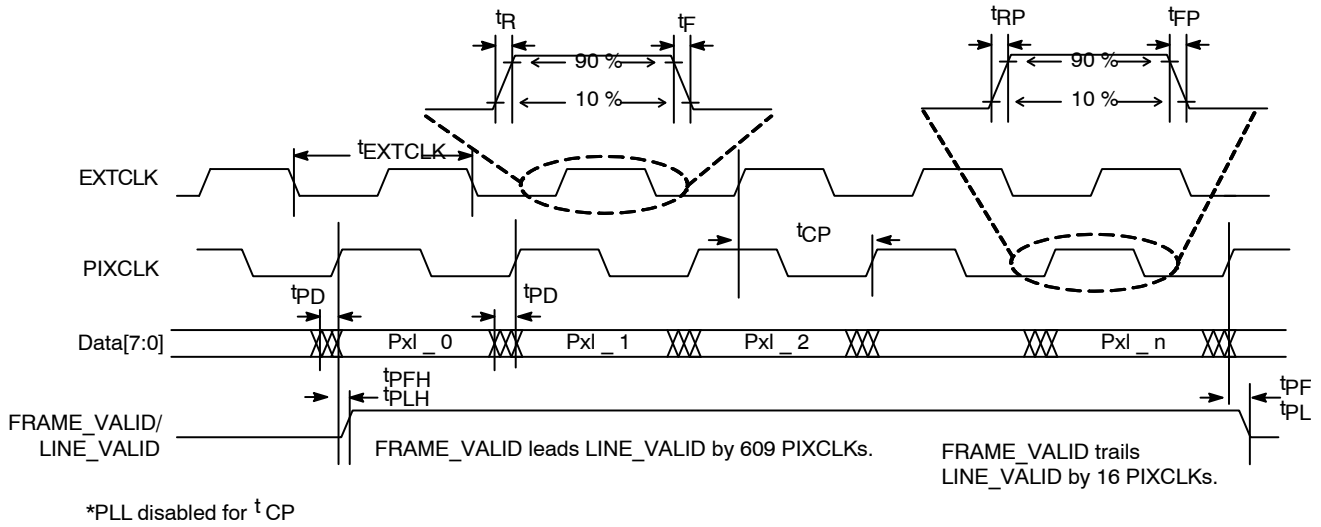 tR tF tRP tFP
90 % 90 %
10 % 10 %
tEXTCLK
EXTCLK
tCP
PIXCLK
tPD tPD
Data[7:0] Pxl _ 0 Pxl _ 1 Pxl _ 2 Pxl _ n
tPFH
tPLH
tPF
tPL
FRAME_VALID/
LINE_VALID
FRAME_VALID leads LINE_VALID by 609 PIXCLKs.
FRAME_VALID trails
LINE_VALID by 16 PIXCLKs.
*PLL disabled for t CP